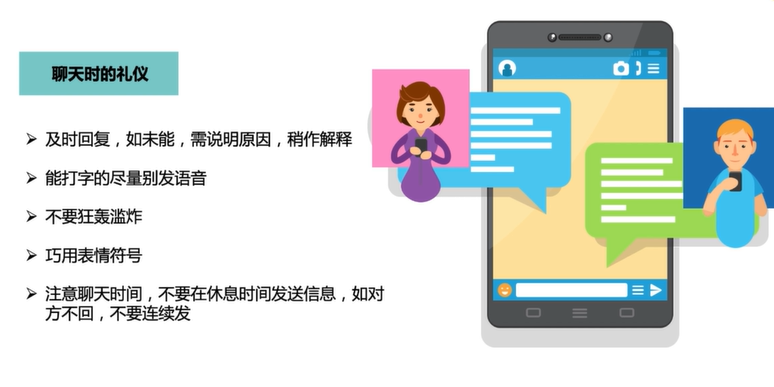 聊天时的礼仪
➢ 及时回复，如未能，需说明原因，稍作解释
➢ 能打字的尽量别发语音
➢ 不要狂轰滥炸
➢ 巧用表情符号
➢ 注意聊天时间，不要在休息时间发送信息，如对
方不回，不要连续发